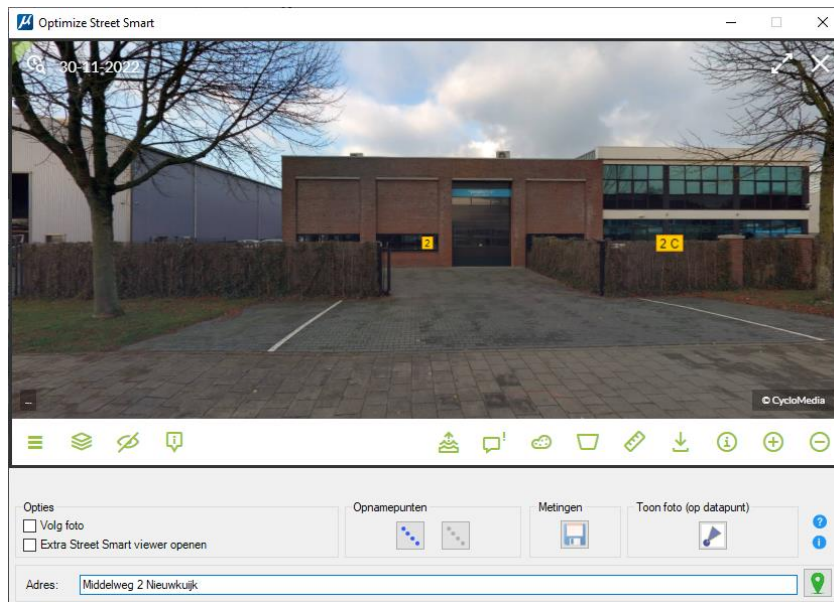 Optimize Street Smart
30-11-2022
2
2 C
...
© CycloMedia
Opties
Volg foto
Extra Street Smart viewer openen
Opnamepunten
Metingen
Toon foto (op datapunt)
Adres:
Middelweg 2 Nieuwkuijk